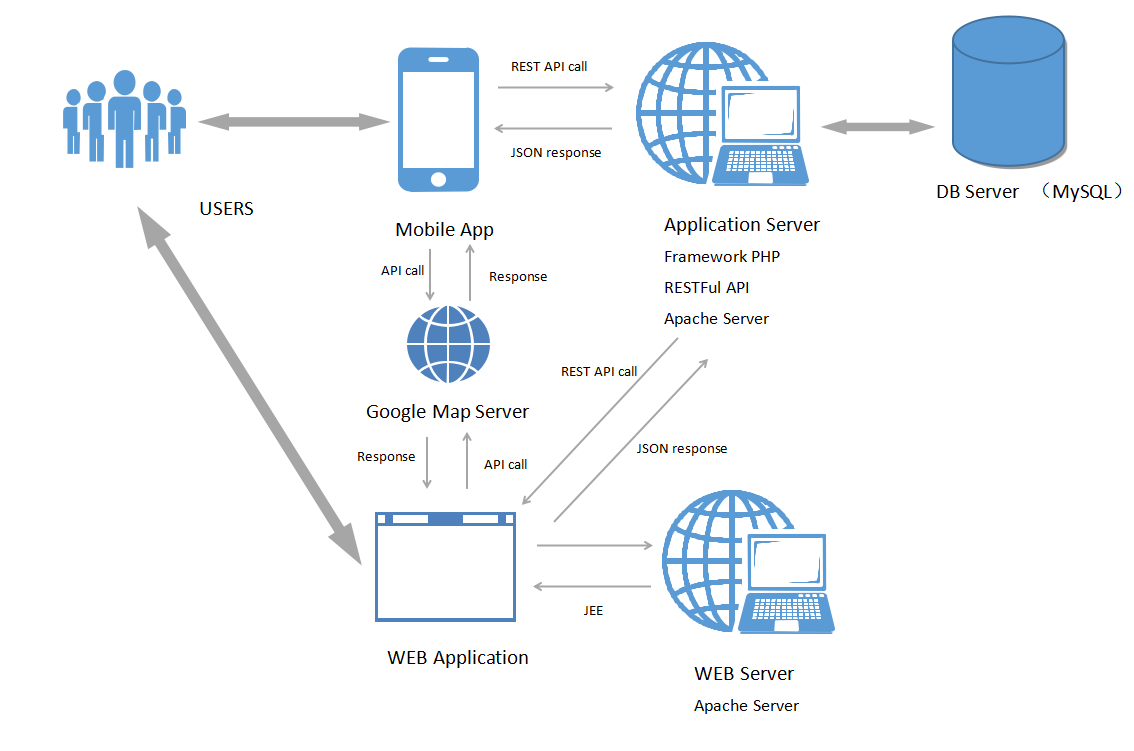 REST API call
JSON response
USERS
DB Server （MySQL）
Mobile App
Application Server
Framework PHP
RESTFul API
Apache Server
API call
Response
Google Map Server
REST API call
JSON response
Response
API call
JEE
WEB Application
WEB Server
Apache Server